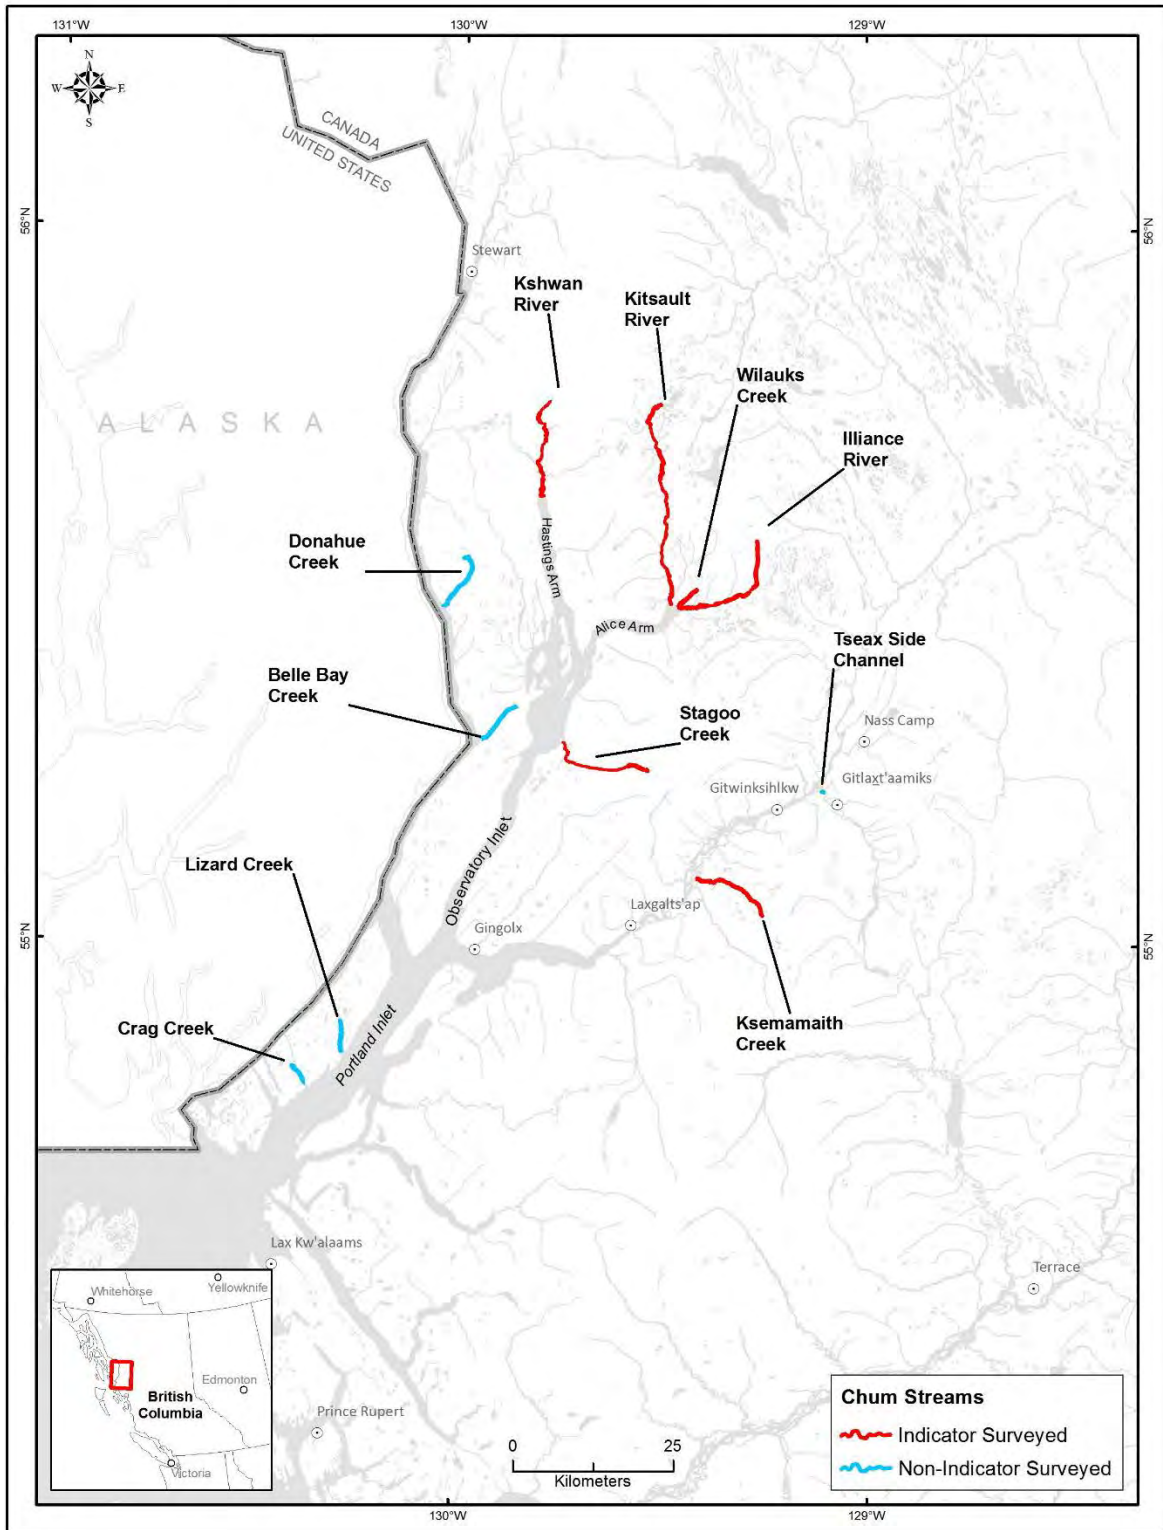 131°W
130°W
129°W
N
W
E
S
CANADA
UNITED STATES
56°N
56°N
Stewart
Kshwan
River
Kitsault
River
Wilauks
Creek
ALASKA
Illiance
River
Donahue
Creek
Hastings Arm
Alice Arm
Tseax Side
Channel
Belle Bay
Creek
Stagoo
Creek
Nass Camp
Gitlax̱t'aamiks
Gitwinksihlkw
Observatory Inlet
Lizard Creek
Laxgalts'ap
Gingolx
55°N
55°N
Crag Creek
Portland Inlet
Ksemamaith
Creek
Lax Kw'alaams
Terrace
Whitehorse
Yellowknife
Edmonton
British
Columbia
Victoria
Prince Rupert
0
25
Kilometers
Chum Streams
Indicator Surveyed
Non-Indicator Surveyed
130°W
129°W